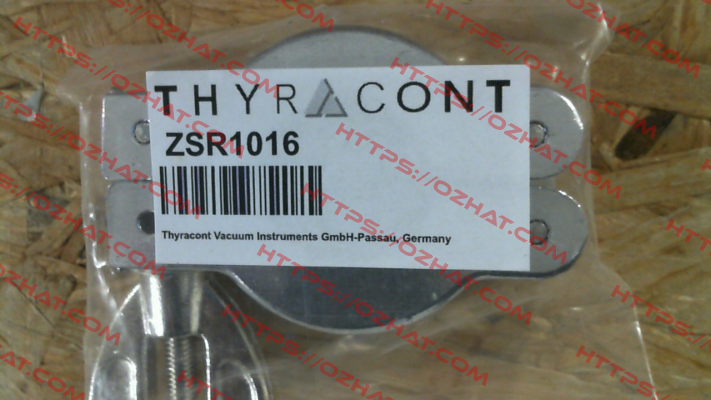 THYRACONT
ZSR1016
Thyracont Vacuum Instruments GmbH-Passau, Germany
HTTPS://OZHAT.COM